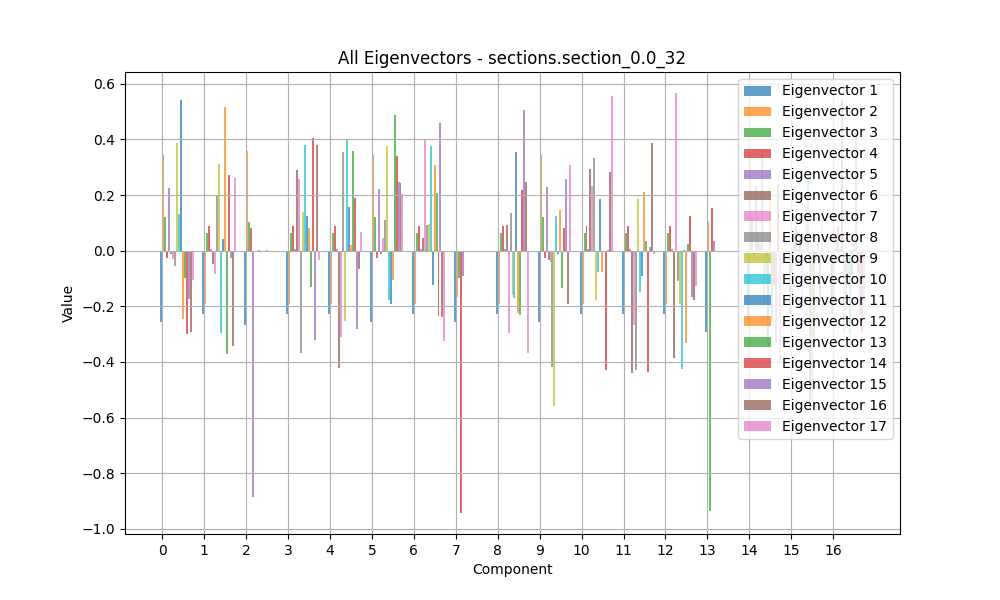 All Eigenvectors - sections.section_0.0_32
Value
0.6
0.4
0.2
0.0
−0.2
−0.4
−0.6
−0.8
−1.0
Eigenvector 1
Eigenvector 2
Eigenvector 3
Eigenvector 4
Eigenvector 5
Eigenvector 6
Eigenvector 7
Eigenvector 8
Eigenvector 9
Eigenvector 10
Eigenvector 11
Eigenvector 12
Eigenvector 13
Eigenvector 14
Eigenvector 15
Eigenvector 16
Eigenvector 17
0 1 2 3 4 5 6 7 8 9 10 11 12 13 14 15 16
Component